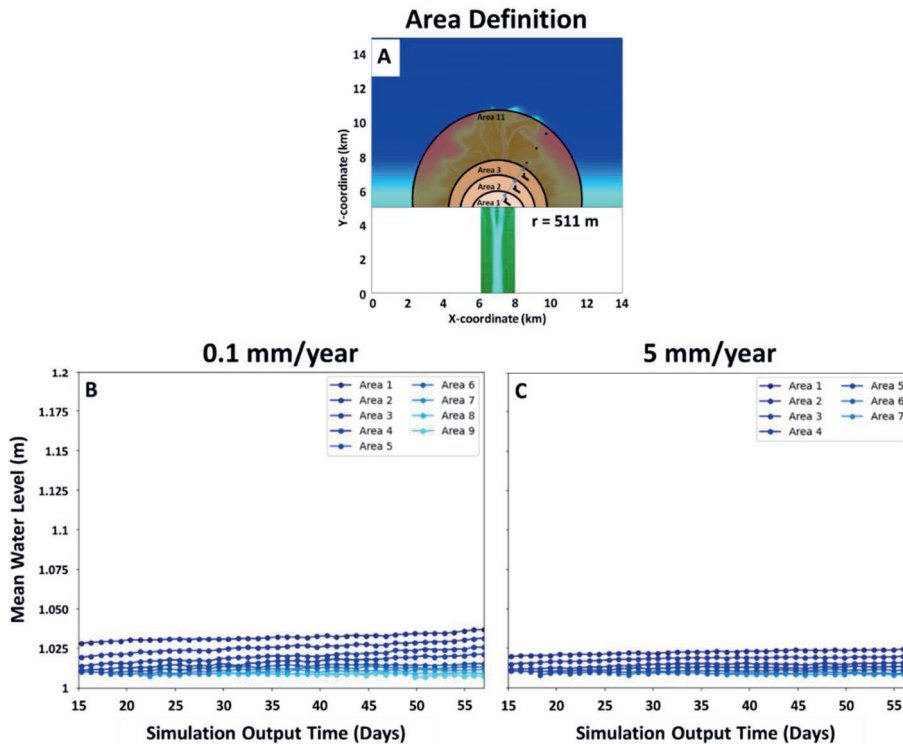 Area Definition
A
14
12
10
8
6
4
2
0
Y-coordinate (km)
Area 11
Area 3
Area 2
Area 1
r
r
r
r = 511 m
0 2 4 6 8 10 12 14
X-coordinate (km)
0.1 mm/year
5 mm/year
B
Area 1 Area 6
Area 2 Area 7
Area 3 Area 8
Area 4 Area 9
Area 5
C
Area 1 Area 5
Area 2 Area 6
Area 3 Area 7
Area 4
1.2
1.175
1.15
1.125
1.1
1.075
1.050
1.025
1
Mean Water Level (m)
15 20 25 30 35 40 45 50 55
15 20 25 30 35 40 45 50 55
Simulation Output Time (Days)
Simulation Output Time (Days)